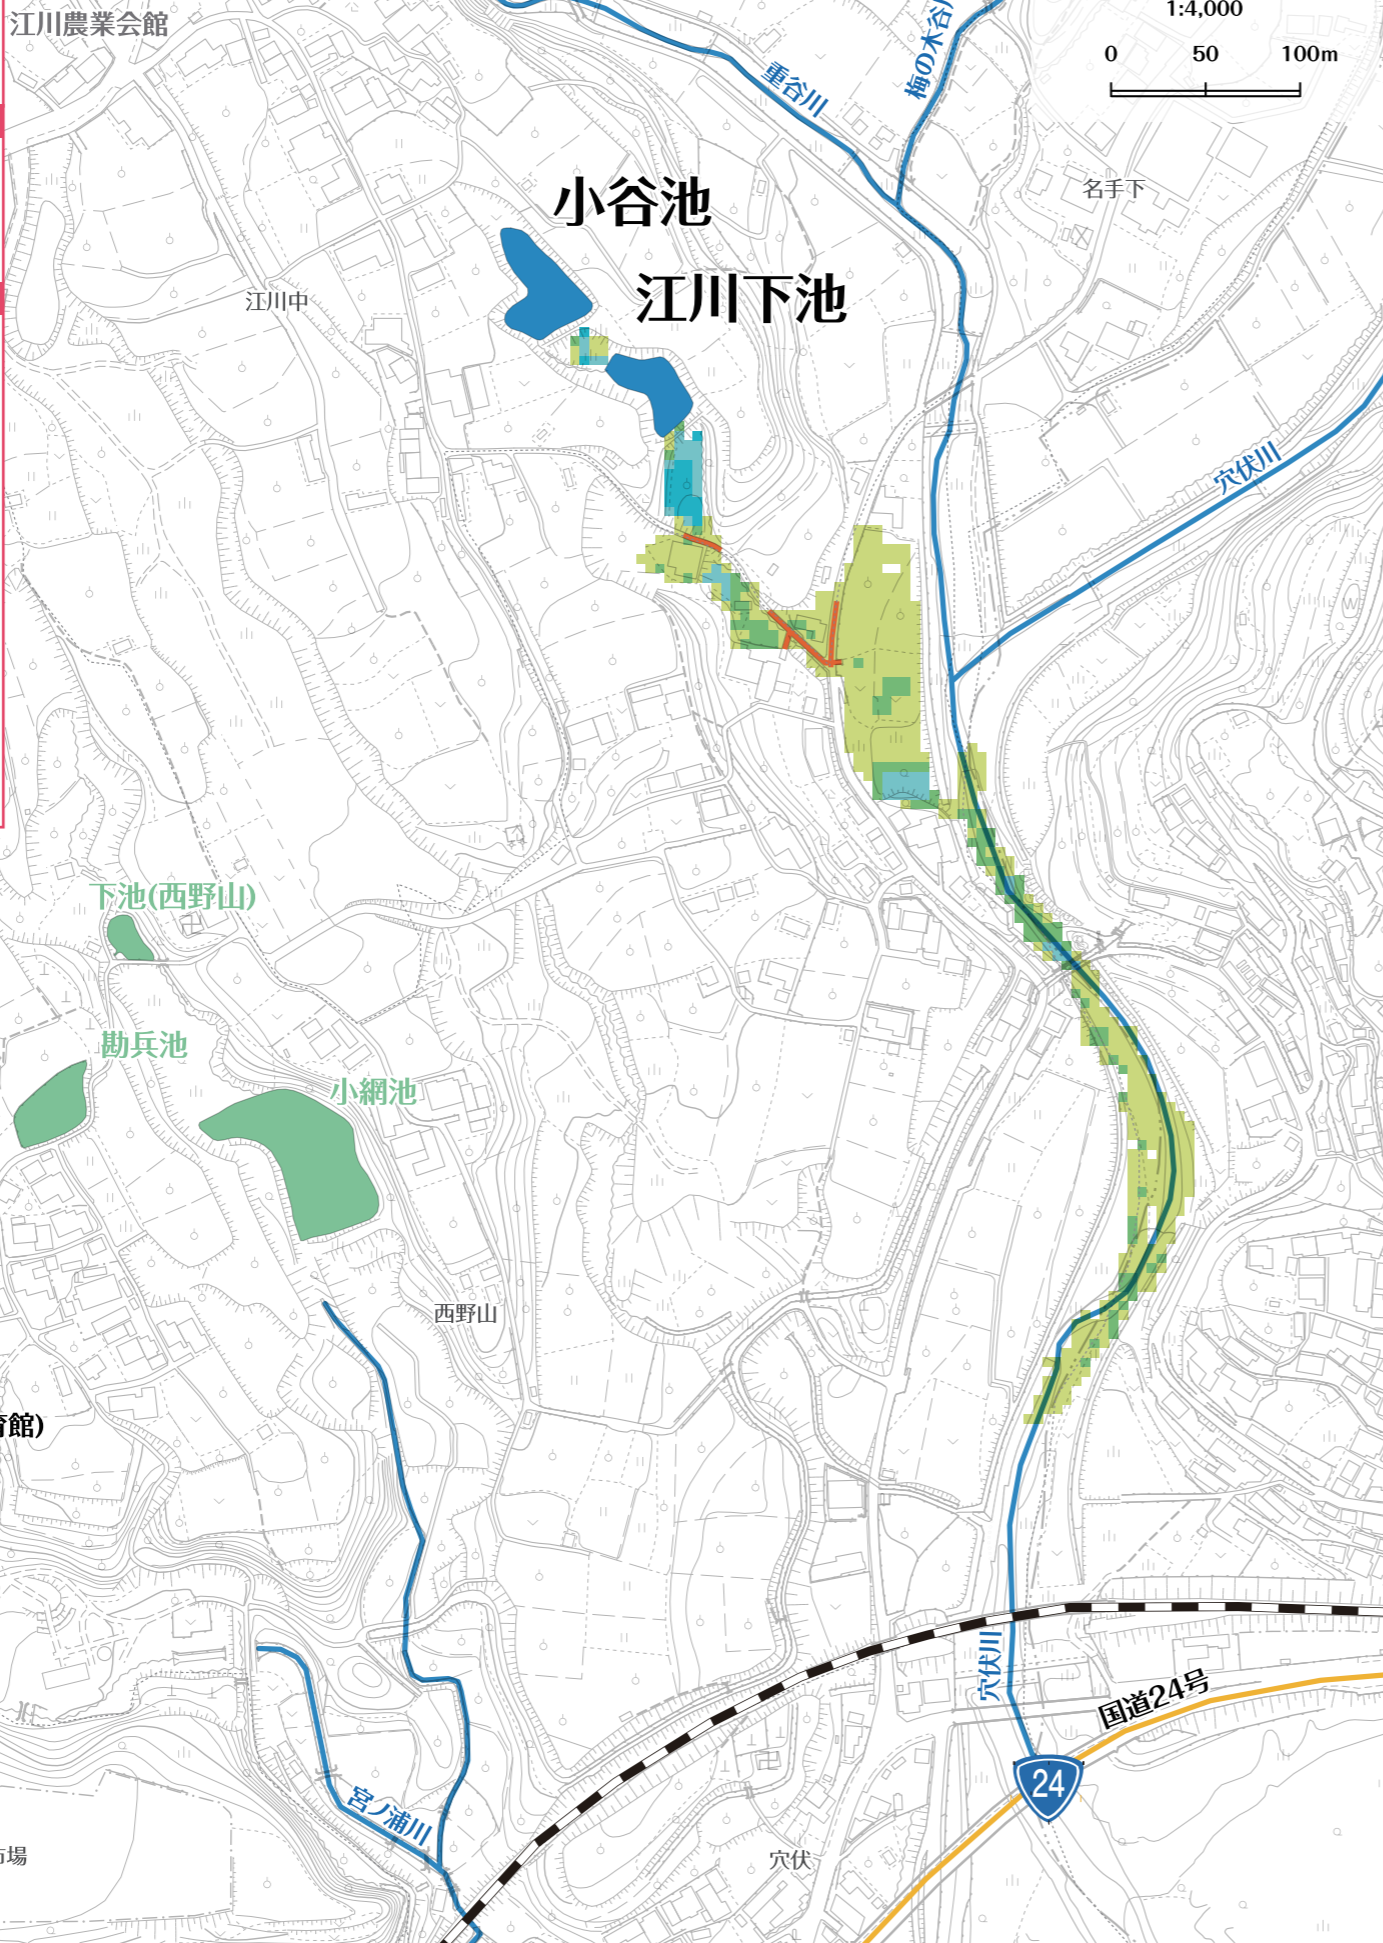 江川農業会館
1:4,000
0 50 100m
重谷川
梅の木谷川
名手下
小谷池
江川下池
江川中
穴伏川
下池(西野山)
勘兵池
小網池
西野山
育館)
穴伏川
国道24号
24
宮ノ浦川
穴伏
場